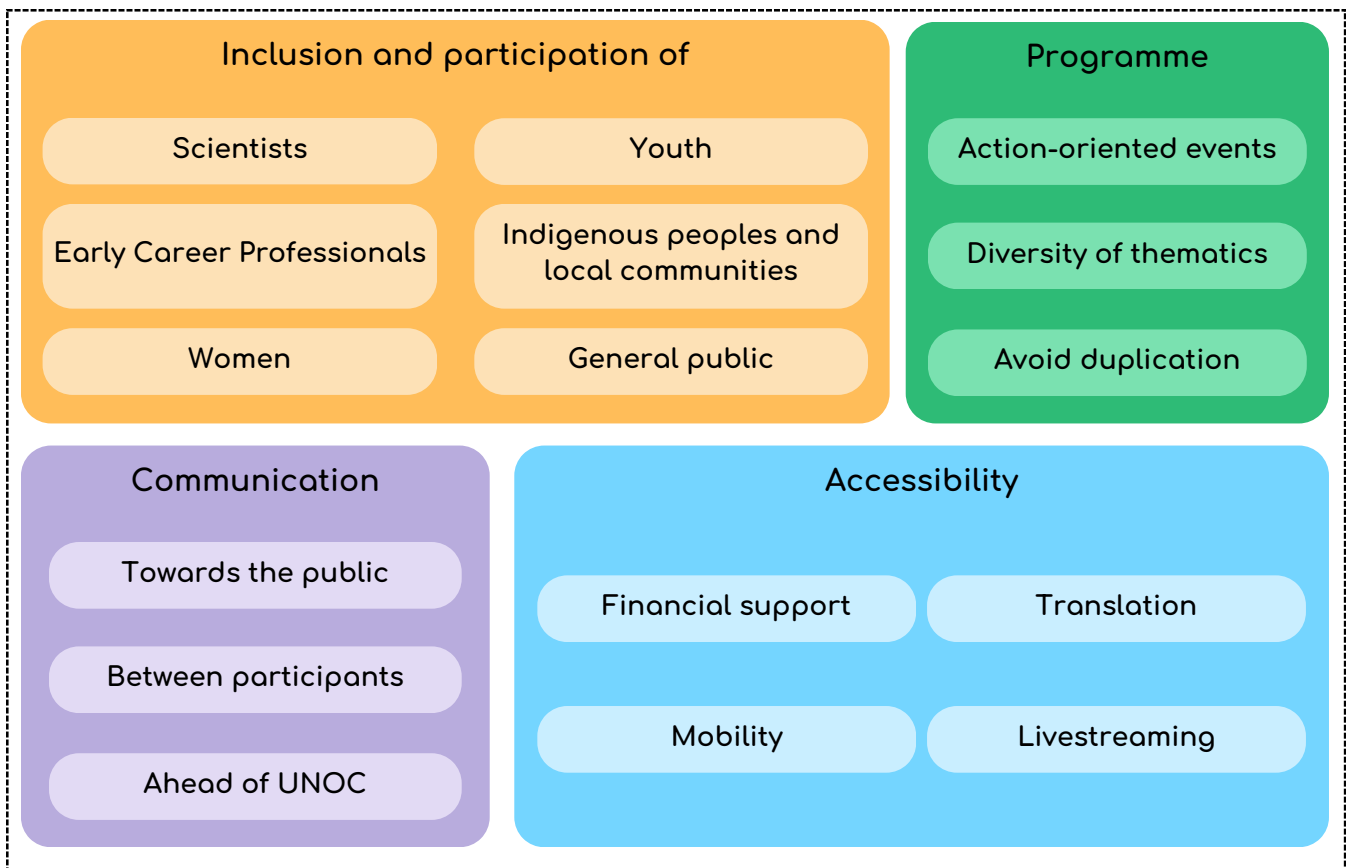 Inclusion and participation of
Scientists
Youth
Early Career Professionals
Indigenous peoples and
local communities
Women
General public
Programme
Action-oriented events
Diversity of thematics
Avoid duplication
Communication
Towards the public
Between participants
Ahead of UNOC
Accessibility
Financial support
Translation
Mobility
Livestreaming